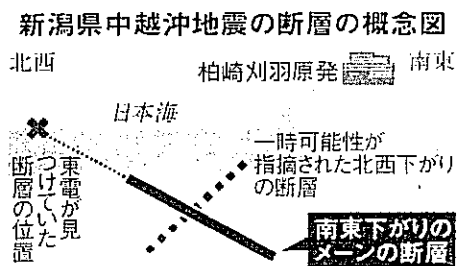 新潟県中越沖地震の断層の概念図
北西
柏崎刈羽原発
南東
日本海
一時可能性が
指摘された北西下がり
の断層
東電が見
つけていた
断層の位置
南東下がりの
メーンの断層